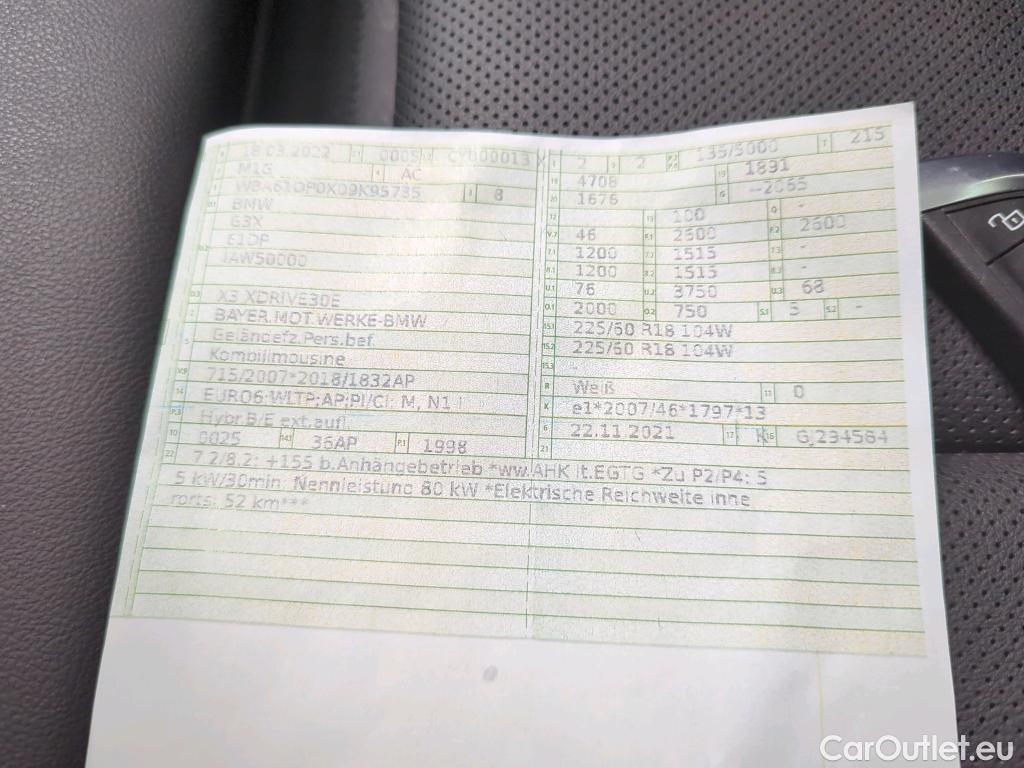 18.03.2022 0005 CYU00013 X
M1G AC
WBA61DP0X09K95735 8
BMW
G3X
61DP
IAW50000
X3 XDRIVE30E
BAYER.MOT.WERKE-BMW
Geländefz.Pers.bef.
Kombilimousine
715/2007*2018/1832AP
EURO6;WLTP;AP;PI/CI; M, N1 I
Hybr.B/E ext.aufl.
0025 36AP P.1 1998
2 2 135/5000 T 215
4708 1891
1676 --2065
- 100 -
46 2600 2600
1200 1515 -
1200 1515 -
76 3750 68
2000 750 5 -
225/60 R18 104W
225/60 R18 104W
-
Weiß 0
e1*2007/46*1797*13
22.11.2021 K GJ294584
7.2/8.2: +155 b.Anhängebetrieb *ww.AHK lt.EGTG *Zu P2/P4: 5
5 kW/30min. Nennleistung 80 kW *Elektrische Reichweite inne
rorts: 52 km***
CarOutlet.eu